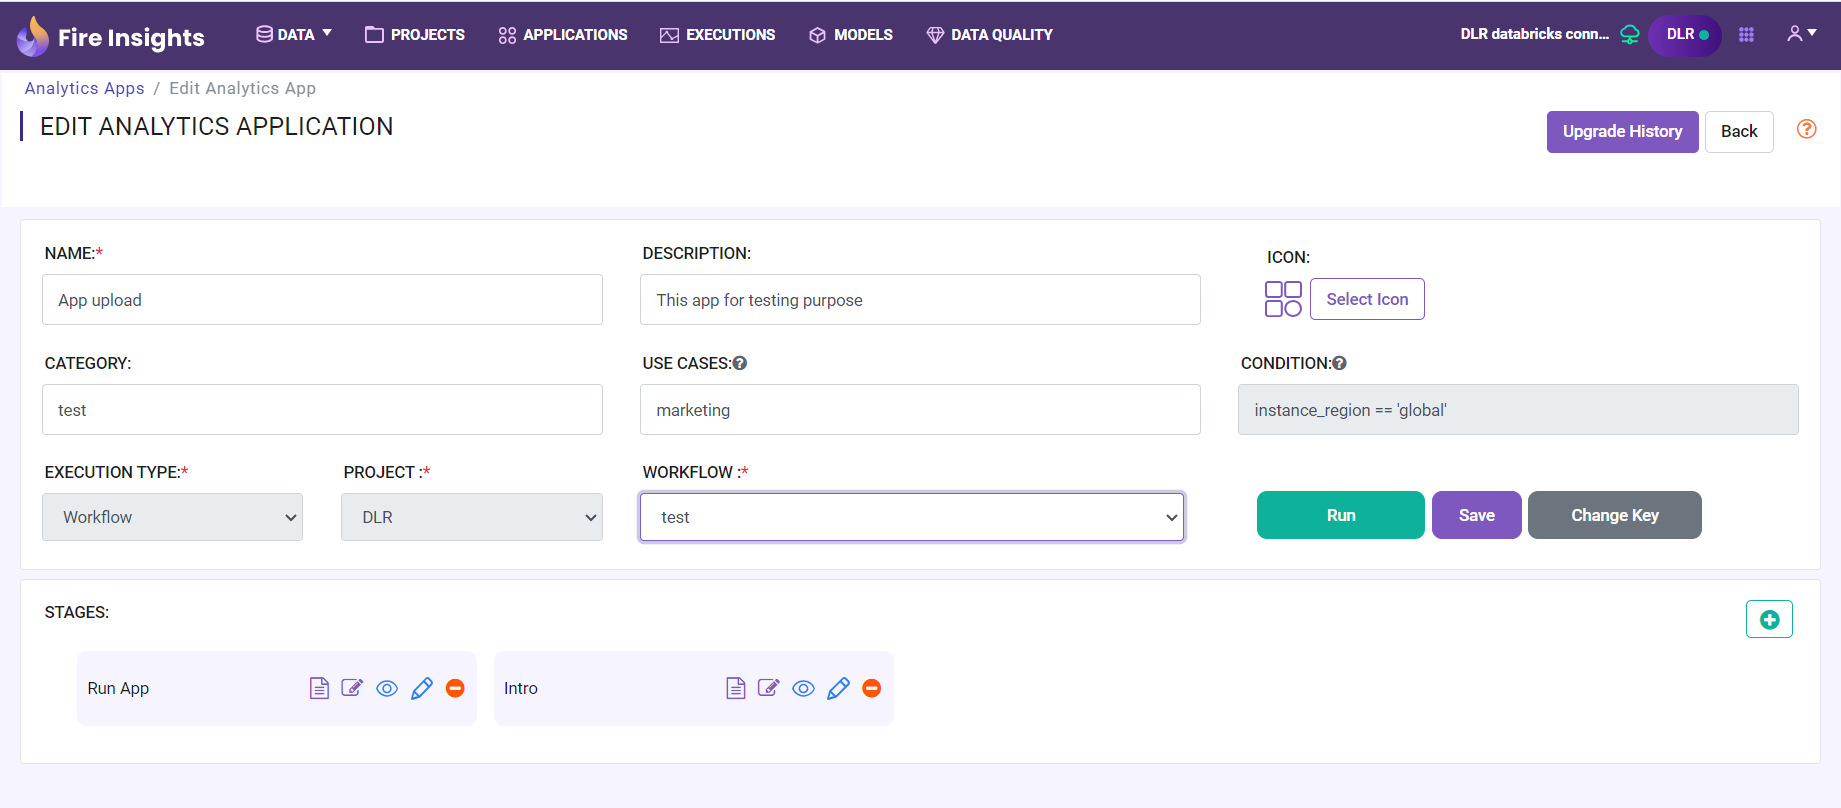 Fire Insights DATA PROJECTS APPLICATIONS EXECUTIONS MODELS DATA QUALITY DLR databricks conn... DLR
Analytics Apps / Edit Analytics App
EDIT ANALYTICS APPLICATION
Upgrade History Back ?
NAME:* DESCRIPTION: ICON:
App upload This app for testing purpose Select Icon
CATEGORY: USE CASES:? CONDITION:?
test marketing instance_region == 'global'
EXECUTION TYPE:* PROJECT :* WORKFLOW :*
Workflow DLR test Run Save Change Key
STAGES:
Run App Intro